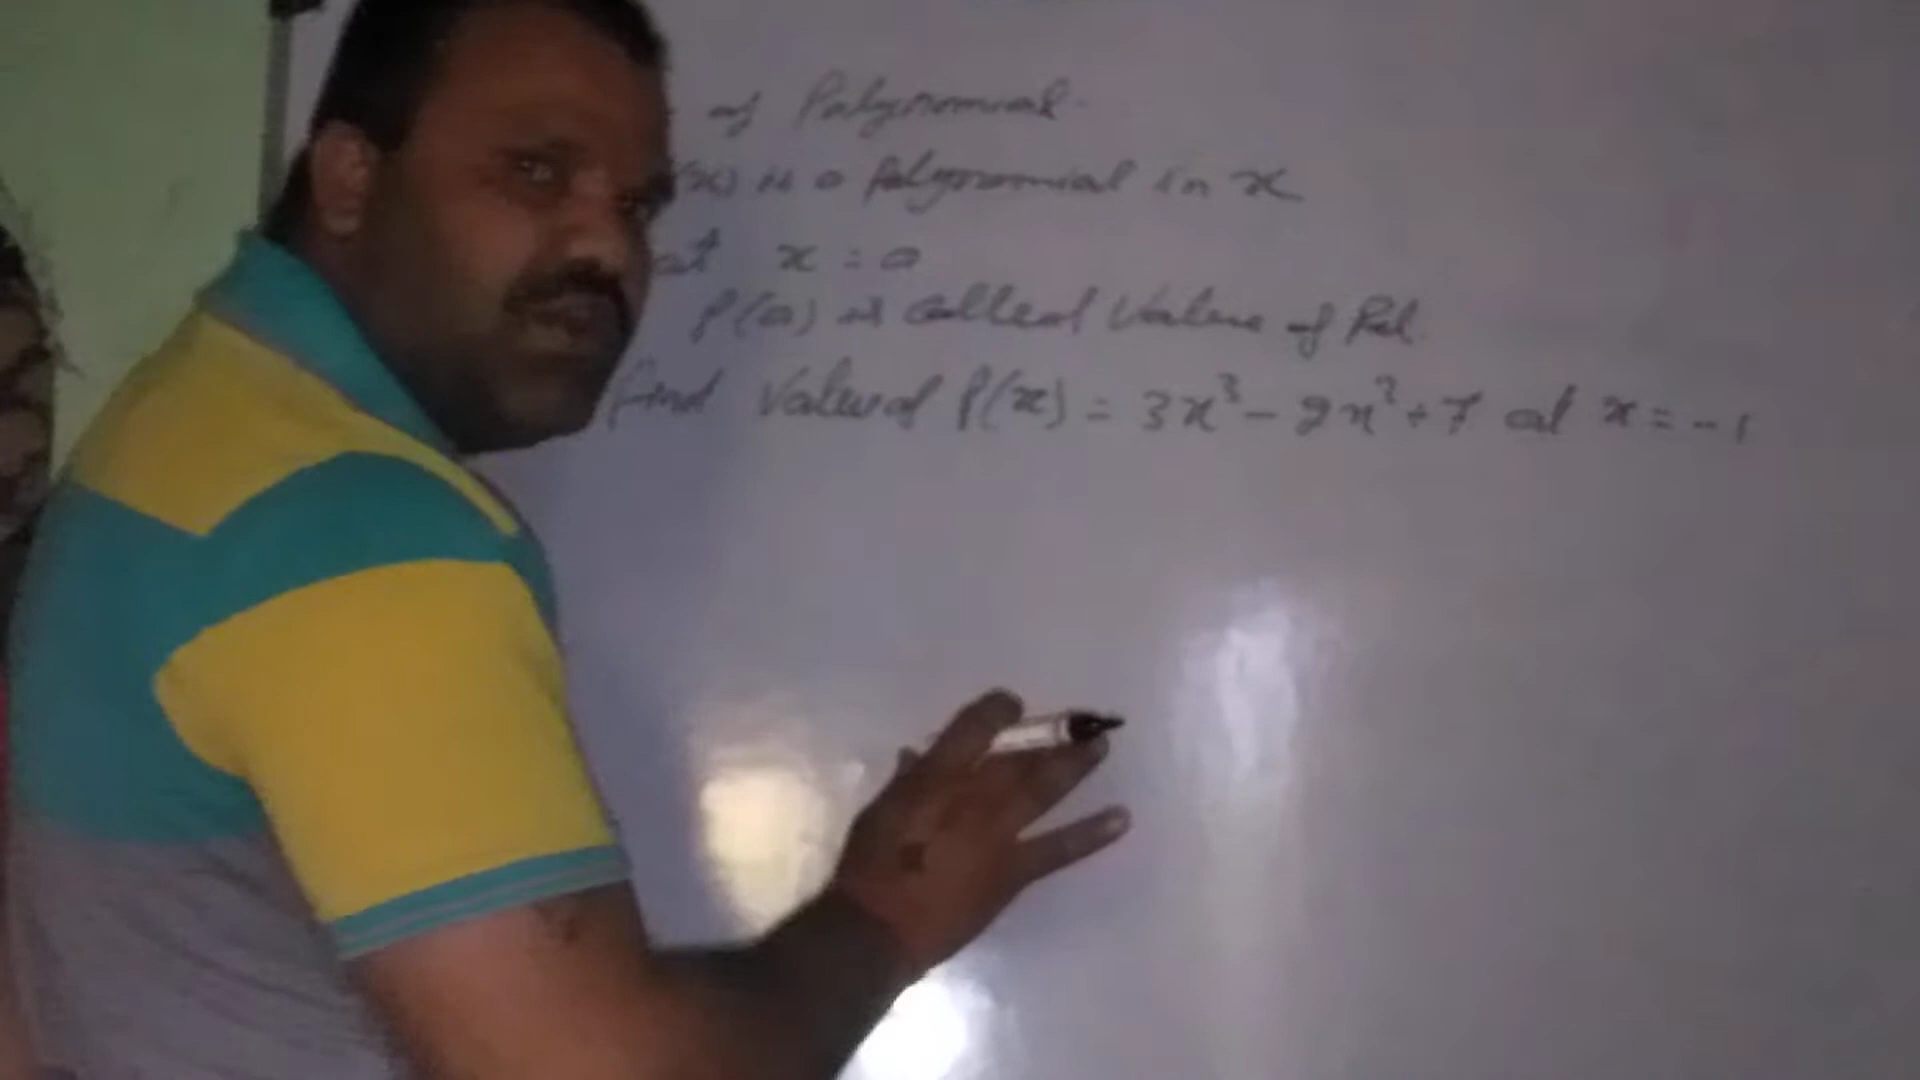 of Polynomial
(x) is a Polynomial in x
at x = a
P(a) is called Value of Pol.
find Value of P(x) = 3x³ - 2x² + 7 at x = -1